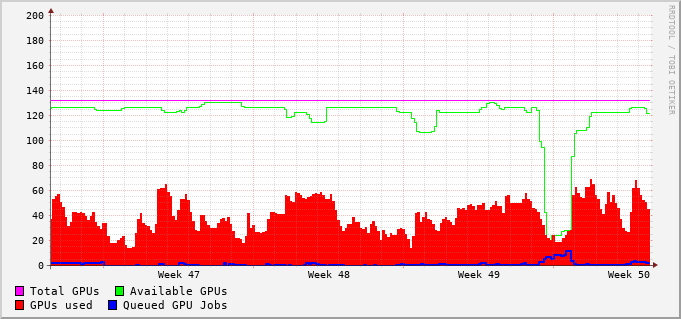 RRDTOOL / TOBI OETIKER
200
180
160
140
120
100
80
60
40
20
0
Week 47 Week 48 Week 49 Week 50
Total GPUs Available GPUs
GPUs used Queued GPU Jobs